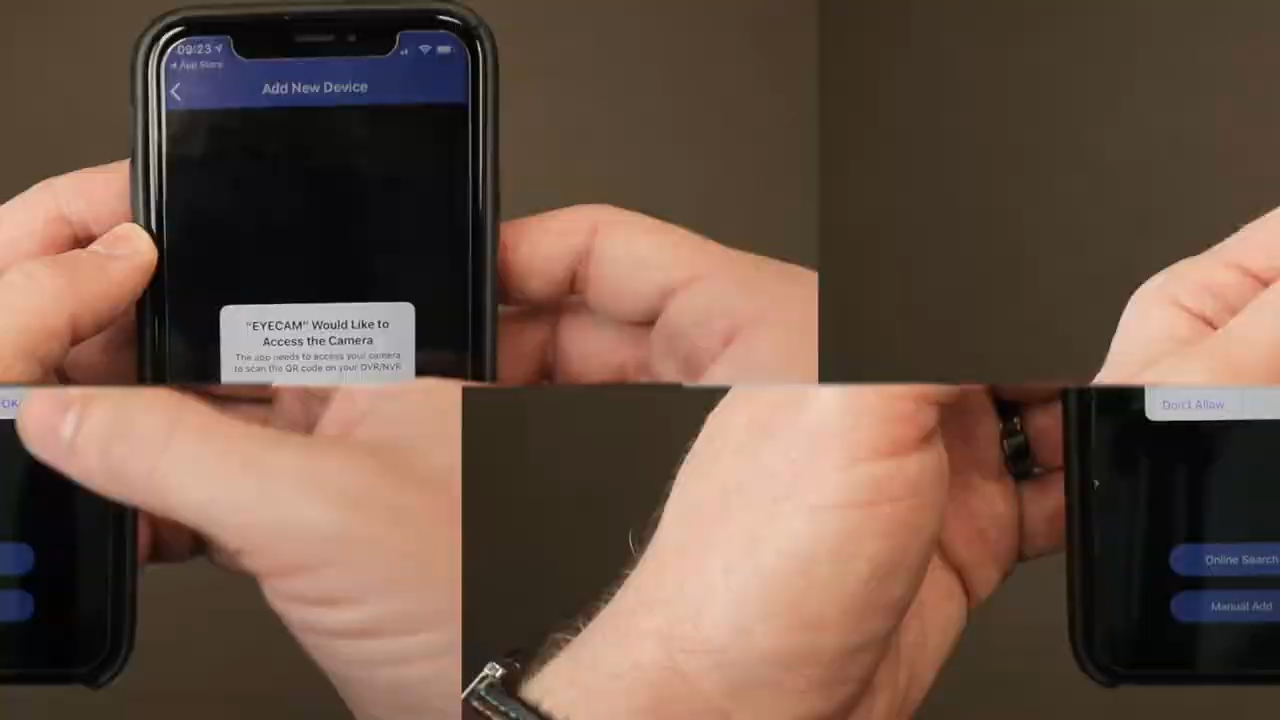 09:23
App Store
Add New Device
"EYECAM" Would Like to
Access the Camera
The app needs to access your camera
to scan the QR code on your DVR/NVR
OK
Don't Allow
Online Search
Manual Add